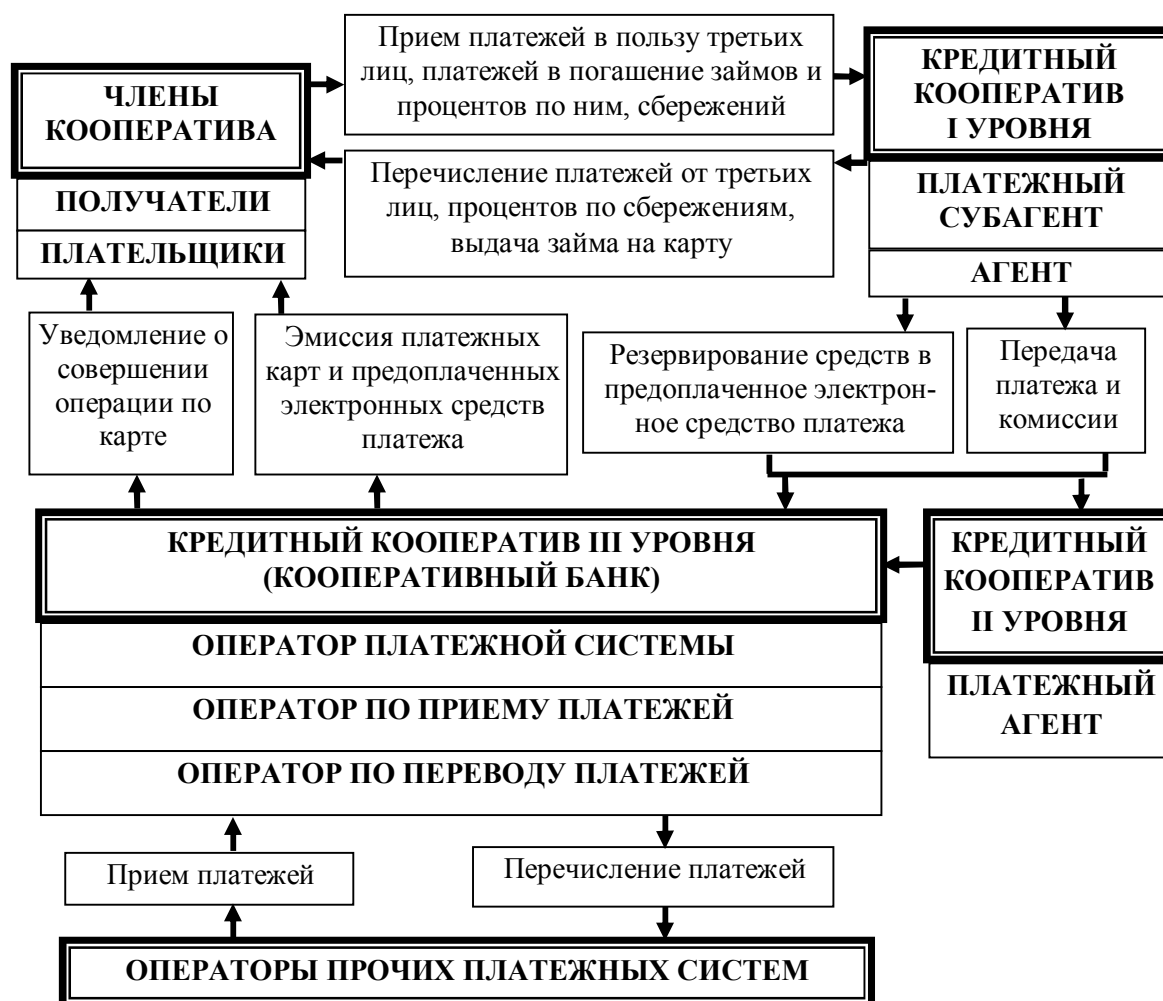 Прием платежей в пользу третьих
лиц, платежей в погашение займов и
процентов по ним, сбережений
ЧЛЕНЫ
КООПЕРАТИВА
КРЕДИТНЫЙ
КООПЕРАТИВ
I УРОВНЯ
Перечисление платежей от третьих
лиц, процентов по сбережениям,
выдача займа на карту
ПОЛУЧАТЕЛИ
ПЛАТЕЛЬЩИКИ
ПЛАТЕЖНЫЙ
СУБАГЕНТ
АГЕНТ
Уведомление о
совершении
операции по
карте
Эмиссия платежных
карт и предоплаченных
электронных средств
платежа
Резервирование средств в
предоплаченное электрон-
ное средство платежа
Передача
платежа и
комиссии
КРЕДИТНЫЙ КООПЕРАТИВ III УРОВНЯ
(КООПЕРАТИВНЫЙ БАНК)
КРЕДИТНЫЙ
КООПЕРАТИВ
II УРОВНЯ
ОПЕРАТОР ПЛАТЕЖНОЙ СИСТЕМЫ
ОПЕРАТОР ПО ПРИЕМУ ПЛАТЕЖЕЙ
ОПЕРАТОР ПО ПЕРЕВОДУ ПЛАТЕЖЕЙ
ПЛАТЕЖНЫЙ
АГЕНТ
Прием платежей
Перечисление платежей
ОПЕРАТОРЫ ПРОЧИХ ПЛАТЕЖНЫХ СИСТЕМ